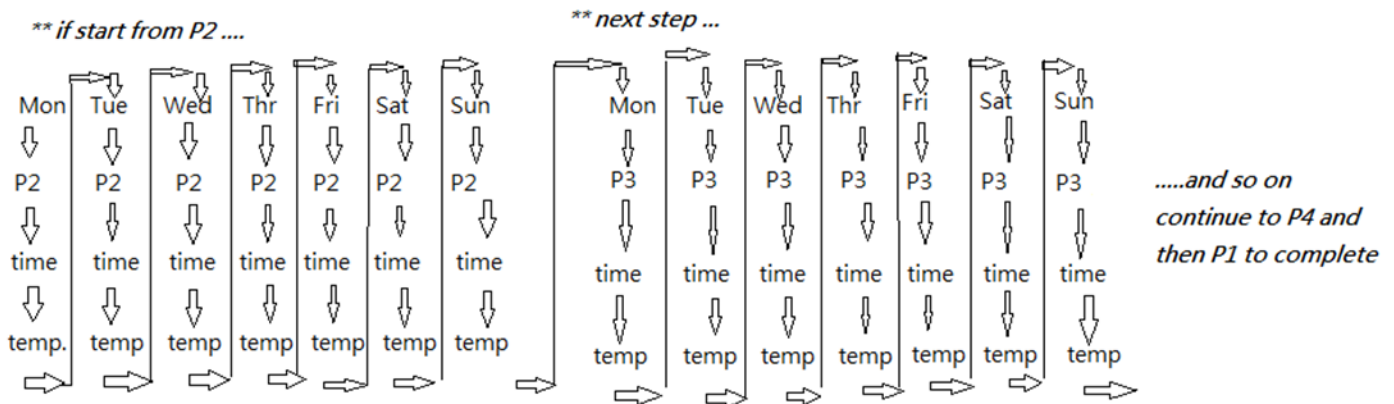 ** if start from P2 ....
** next step ...
Mon Tue Wed Thr Fri Sat Sun
P2 P2 P2 P2 P2 P2 P2
time time time time time time time
temp. temp temp temp temp temp temp
Mon Tue Wed Thr Fri Sat Sun
P3 P3 P3 P3 P3 P3 P3
time time time time time time time
temp temp temp temp temp temp temp
.....and so on
continue to P4 and
then P1 to complete